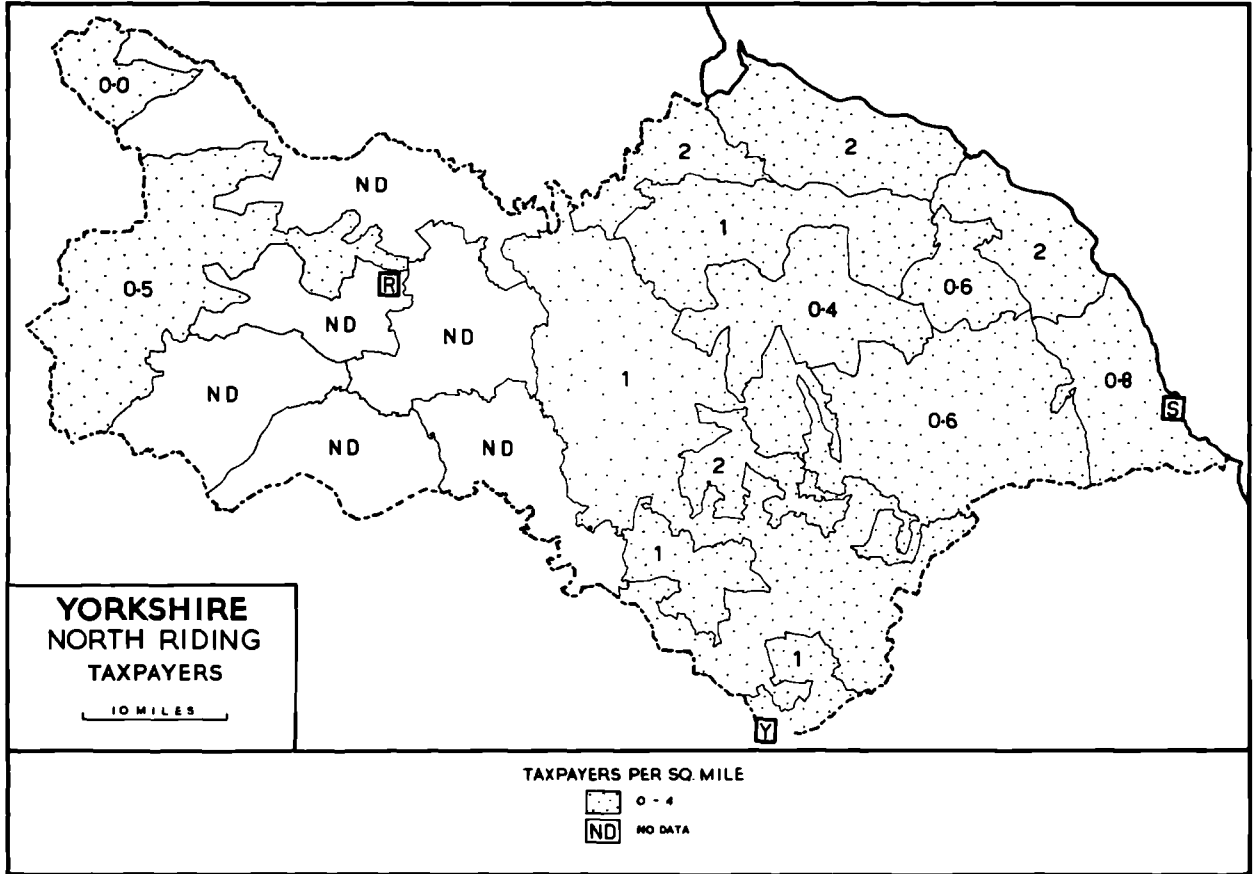 0·0
2
2
ND
1
2
0·5
R
0·6
ND
0·4
ND
1
0·8
ND
S
0·6
ND
ND
2
1
YORKSHIRE
NORTH RIDING
TAXPAYERS
10 MILES
1
Y
TAXPAYERS PER SQ. MILE
0 - 4
ND NO DATA